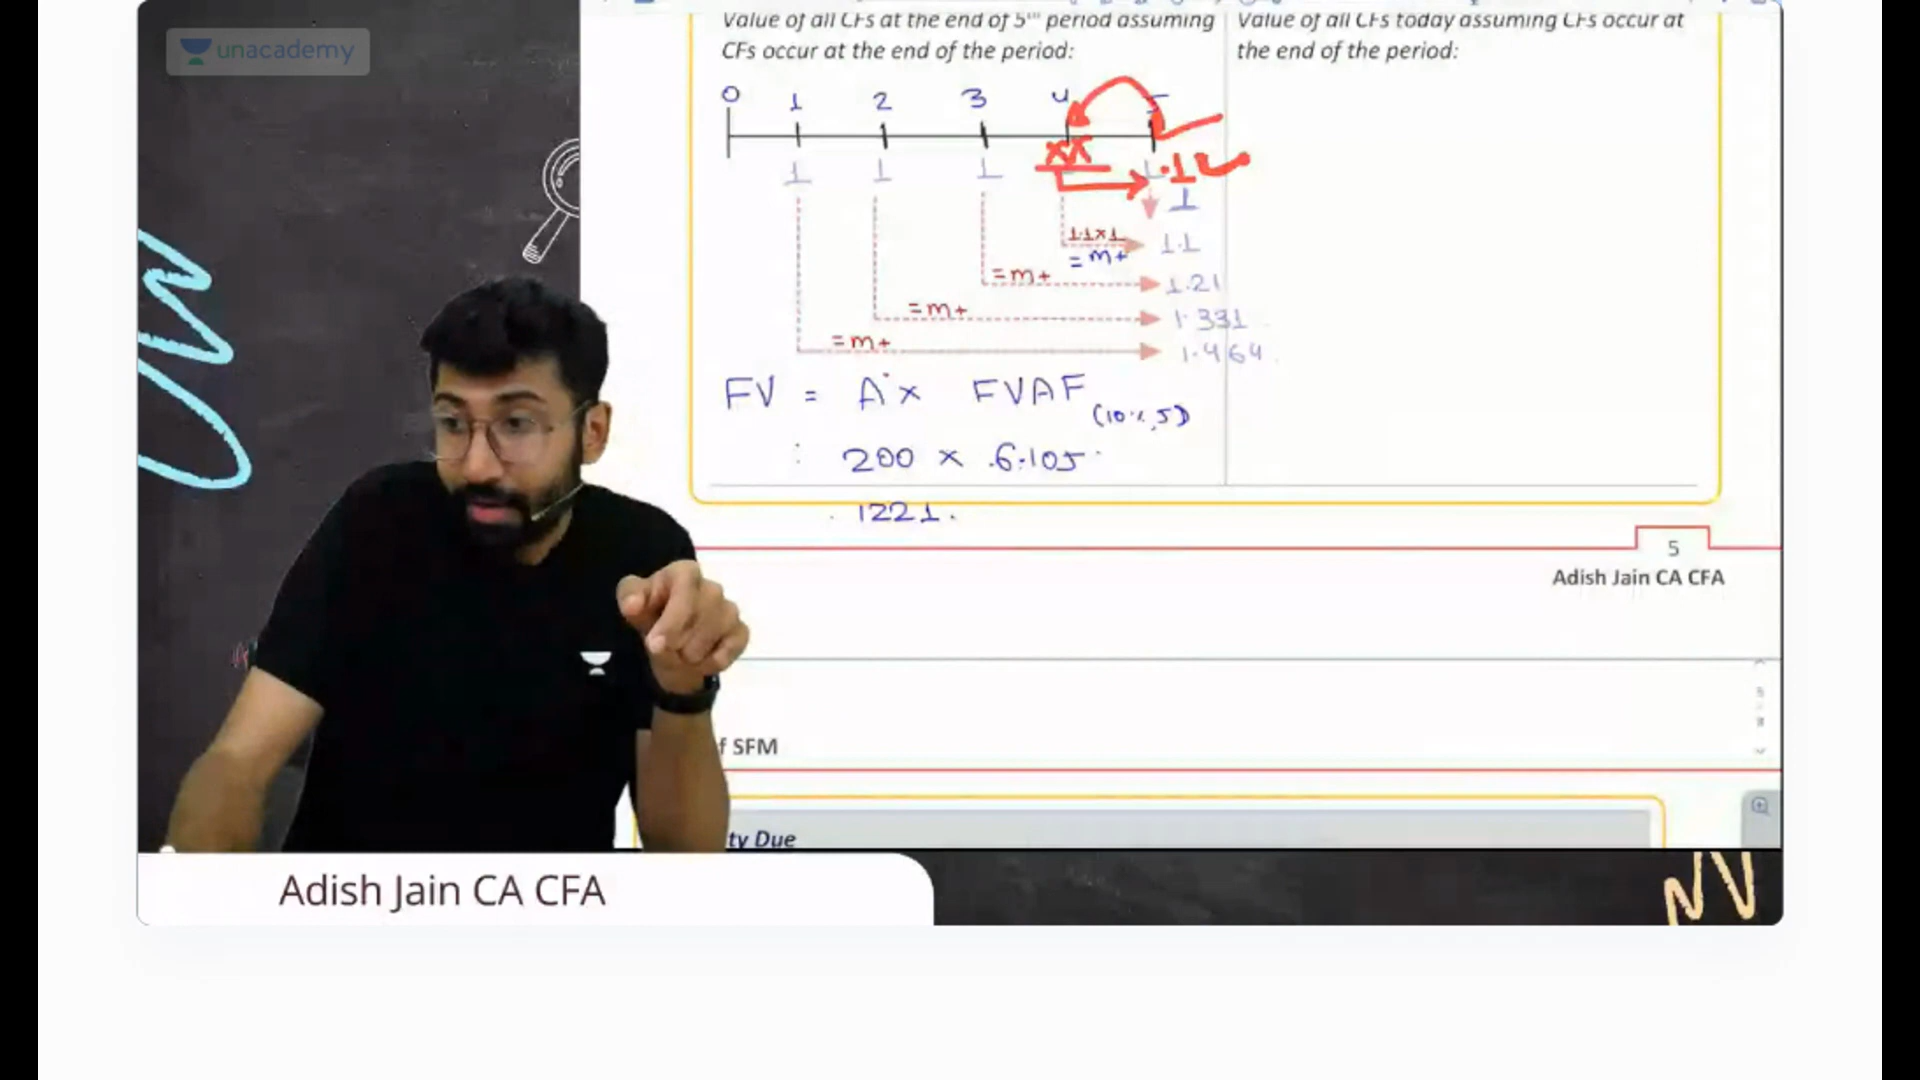 unacademy
Value of all CFs at the end of 5th period assuming
CFs occur at the end of the period:
Value of all CFs today assuming CFs occur at
the end of the period:
0 1 2 3 4 5
1 1 1
xx
1
1.1x1
= m+
1.1
= m+
1.21
= m+
1.331
= m+
1.464
FV = A x FVAF (10%,5)
: 200 x 6.105
1221.
5
Adish Jain CA CFA
f SFM
ty Due
Adish Jain CA CFA